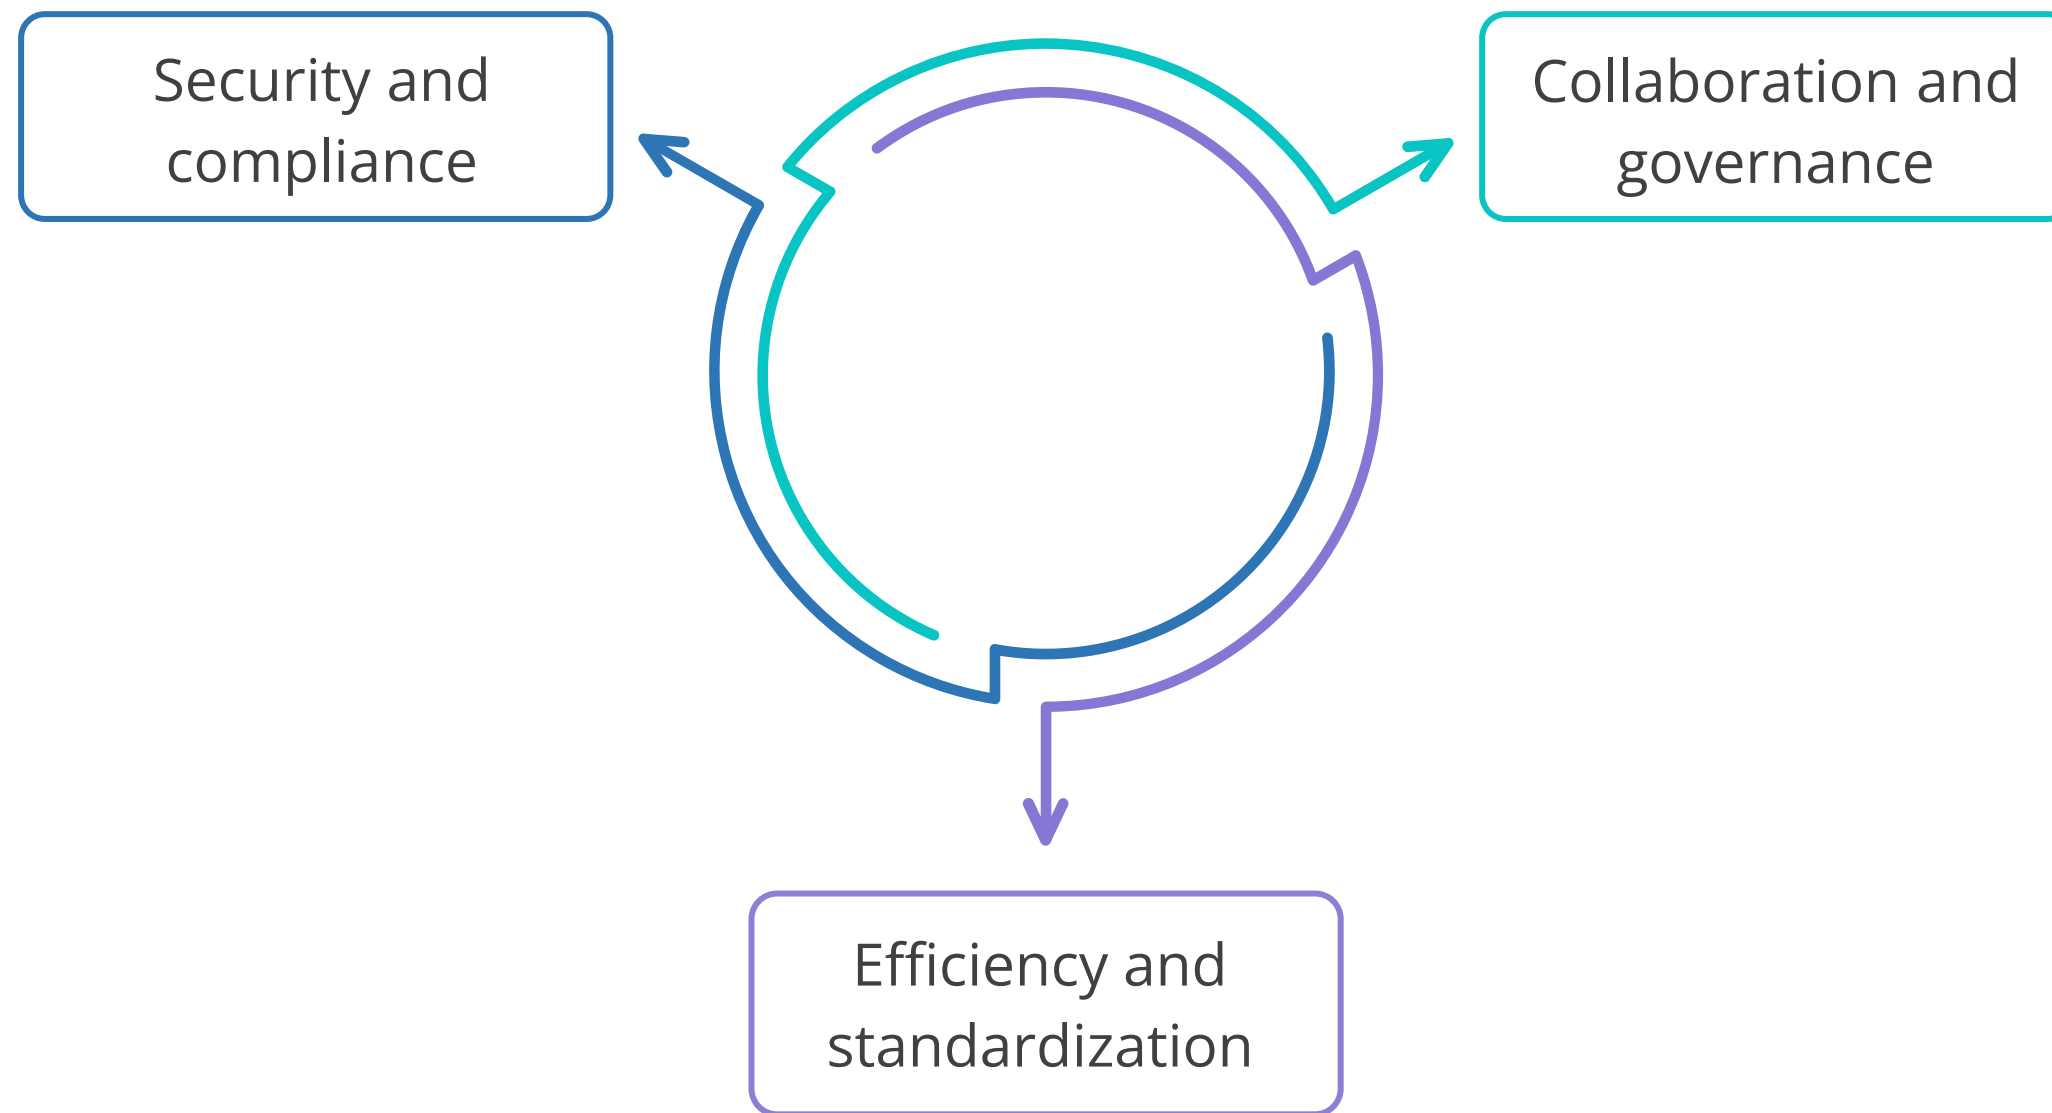 Security and
compliance
Collaboration and
governance
Efficiency and
standardization